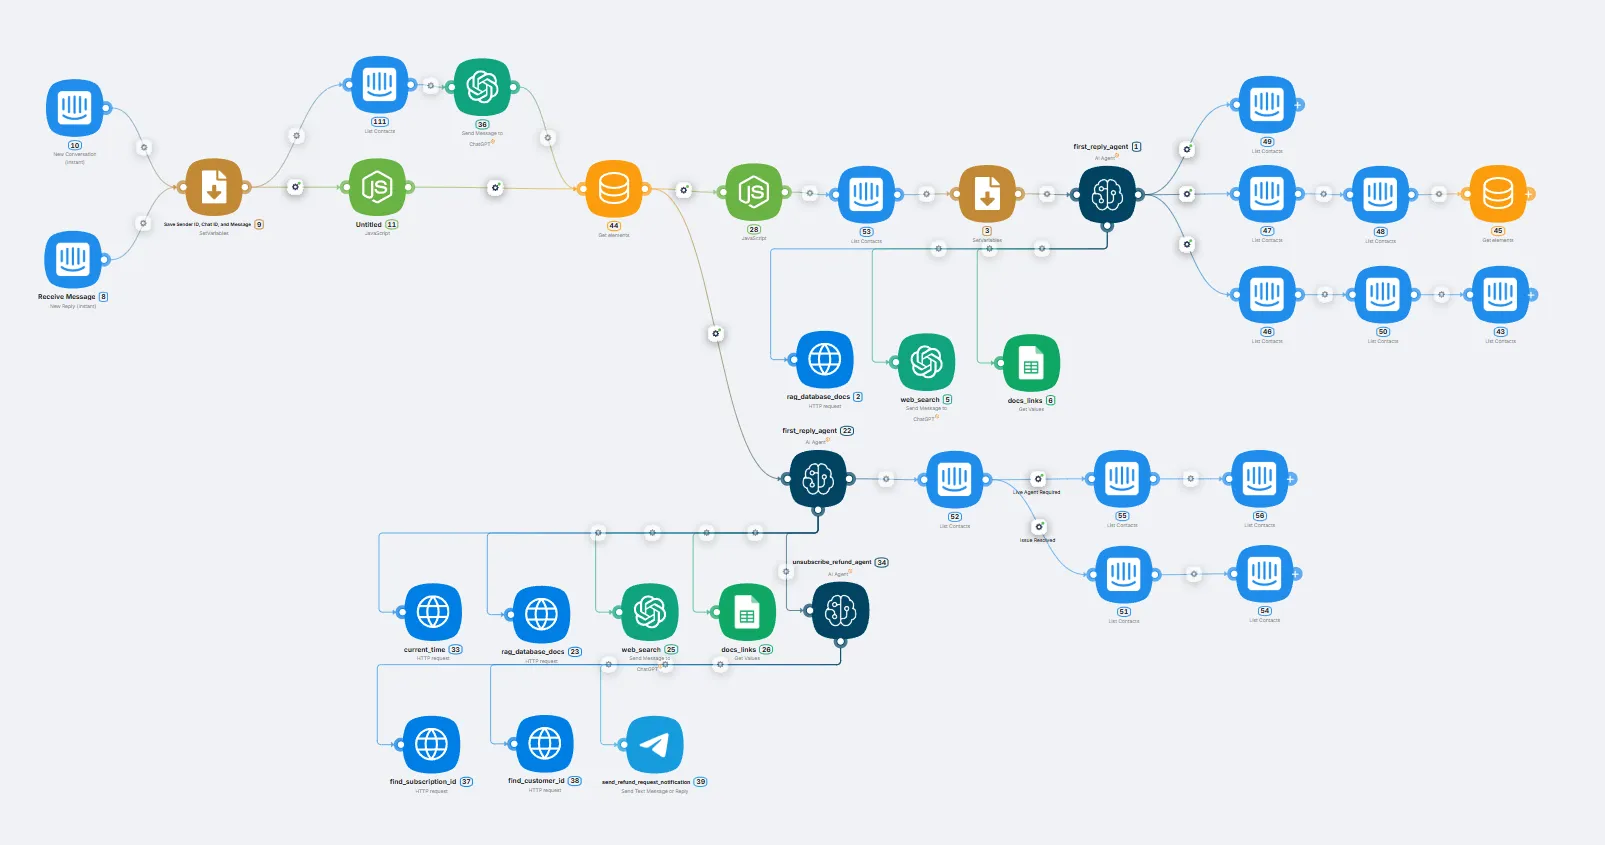 10
New Conversation
(Instant)
Receive Message 8
New Reply (Instant)
Save Sender ID, Chat ID, and Message 9
SetVariables
111
List Contacts
36
Send Message to
ChatGPT
Untitled 11
JavaScript
44
Get elements
28
JavaScript
53
List Contacts
3
SetVariables
first_reply_agent 1
AI Agent
49
List Contacts
47
List Contacts
48
List Contacts
45
Get elements
46
List Contacts
50
List Contacts
43
List Contacts
rag_database_docs 2
HTTP request
web_search 5
Send Message to
ChatGPT
docs_links 6
Get Values
first_reply_agent 22
AI Agent
52
List Contacts
Live Agent Required
55
List Contacts
56
List Contacts
Issue Resolved
51
List Contacts
54
List Contacts
unsubscribe_refund_agent 34
AI Agent
current_time 33
HTTP request
rag_database_docs 23
HTTP request
web_search 25
Send Message to
ChatGPT
docs_links 26
Get Values
find_subscription_id 37
HTTP request
find_customer_id 38
HTTP request
send_refund_request_notification 39
Send Text Message or Reply